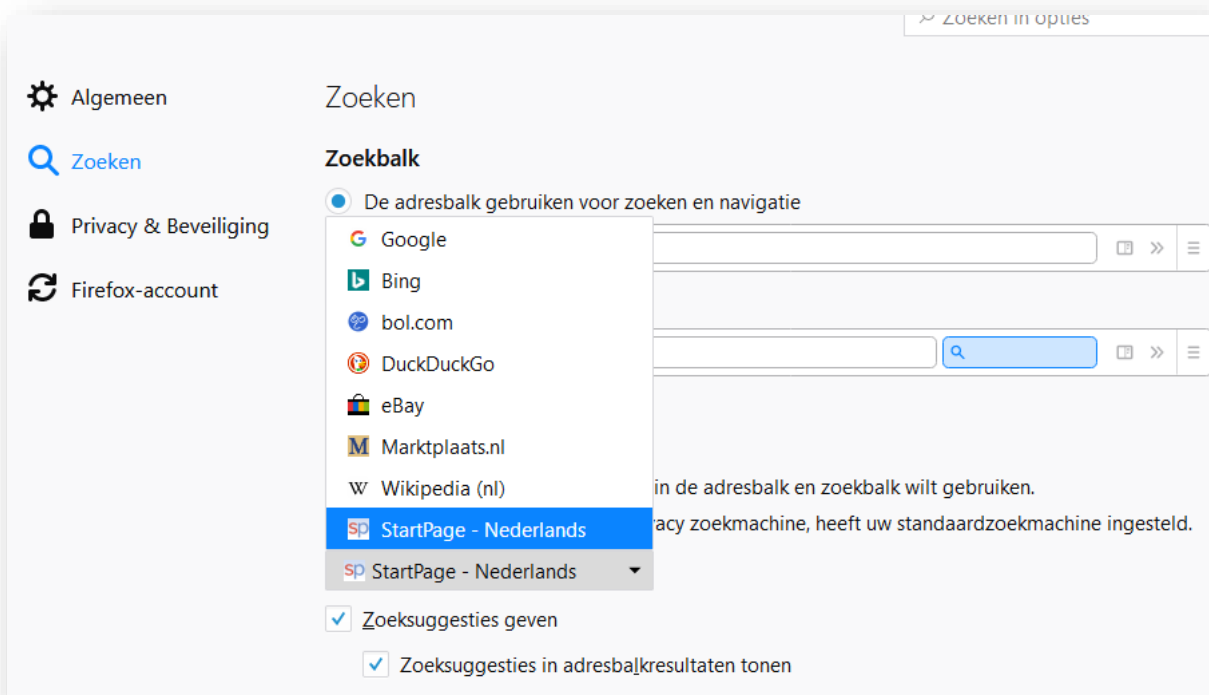 Zoeken in opties
Algemeen
Zoeken
Privacy & Beveiliging
Firefox-account
Zoeken
Zoekbalk
De adresbalk gebruiken voor zoeken en navigatie
Google
Bing
bol.com
DuckDuckGo
eBay
Marktplaats.nl
Wikipedia (nl)
in de adresbalk en zoekbalk wilt gebruiken.
StartPage - Nederlands
acy zoekmachine, heeft uw standaardzoekmachine ingesteld.
StartPage - Nederlands
Zoeksuggesties geven
Zoeksuggesties in adresbalkresultaten tonen